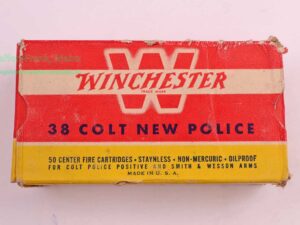 W
WINCHESTER
TRADE MARK
38 COLT NEW POLICE
50 CENTER FIRE CARTRIDGES • STAYNLESS • NON-MERCURIC • OILPROOF
FOR COLT POLICE POSITIVE AND SMITH & WESSON ARMS
MADE IN U. S. A.